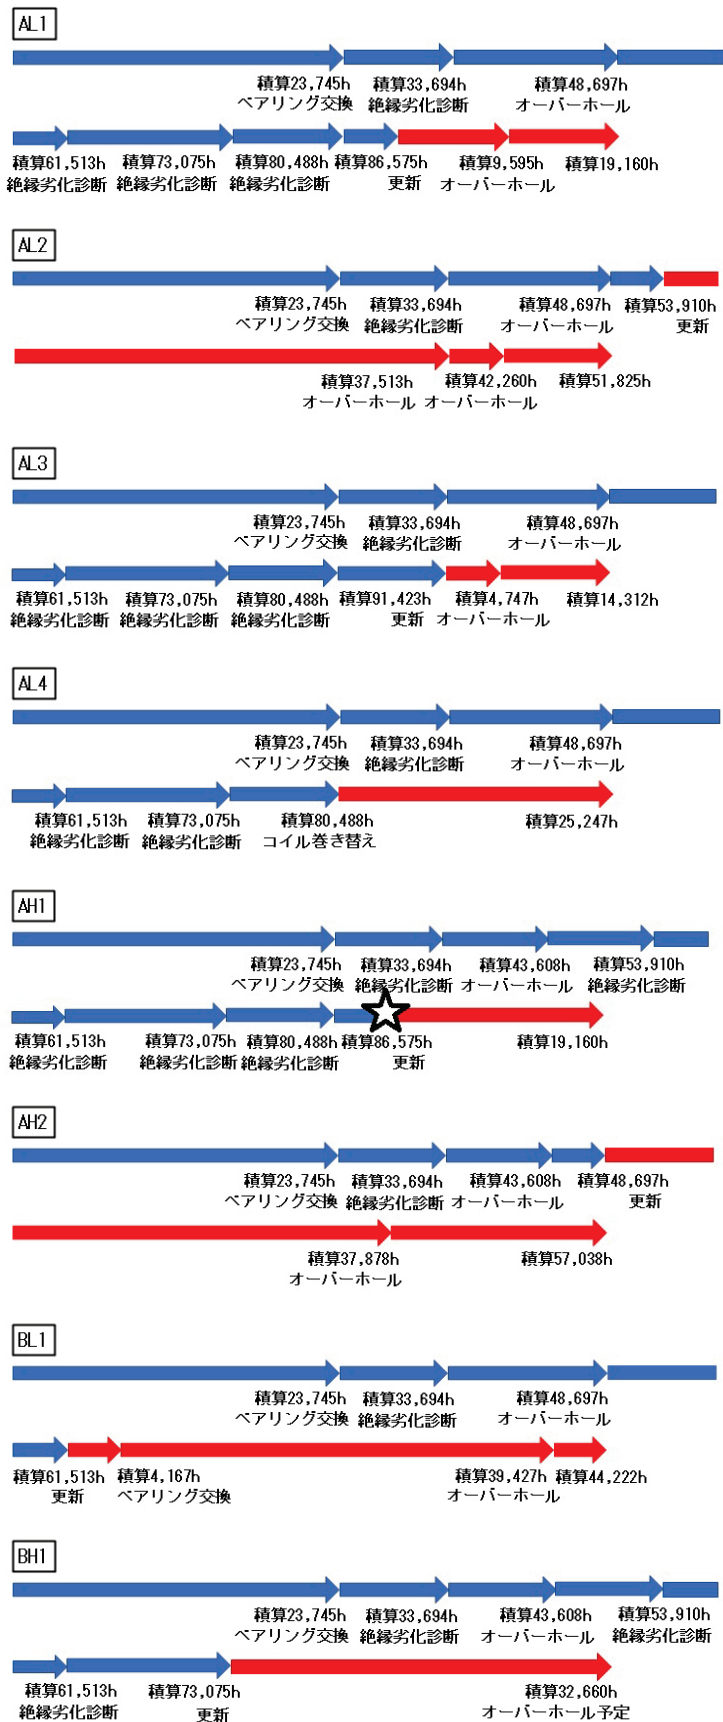 AL1
積算23,745h 積算33,694h 積算48,697h
ベアリング交換 絶縁劣化診断 オーバーホール
積算61,513h 積算73,075h 積算80,488h 積算86,575h 積算9,595h 積算19,160h
絶縁劣化診断 絶縁劣化診断 絶縁劣化診断 更新 オーバーホール
AL2
積算23,745h 積算33,694h 積算48,697h 積算53,910h
ベアリング交換 絶縁劣化診断 オーバーホール 更新
積算37,513h 積算42,260h 積算51,825h
オーバーホール オーバーホール
AL3
積算23,745h 積算33,694h 積算48,697h
ベアリング交換 絶縁劣化診断 オーバーホール
積算61,513h 積算73,075h 積算80,488h 積算91,423h 積算4,747h 積算14,312h
絶縁劣化診断 絶縁劣化診断 絶縁劣化診断 更新 オーバーホール
AL4
積算23,745h 積算33,694h 積算48,697h
ベアリング交換 絶縁劣化診断 オーバーホール
積算61,513h 積算73,075h 積算80,488h 積算25,247h
絶縁劣化診断 絶縁劣化診断 コイル巻き替え
AH1
積算23,745h 積算33,694h 積算43,608h 積算53,910h
ベアリング交換 絶縁劣化診断 オーバーホール 絶縁劣化診断
積算61,513h 積算73,075h 積算80,488h 積算86,575h 積算19,160h
絶縁劣化診断 絶縁劣化診断 絶縁劣化診断 更新
AH2
積算23,745h 積算33,694h 積算43,608h 積算48,697h
ベアリング交換 絶縁劣化診断 オーバーホール 更新
積算37,878h 積算57,038h
オーバーホール
BL1
積算23,745h 積算33,694h 積算48,697h
ベアリング交換 絶縁劣化診断 オーバーホール
積算61,513h 積算4,167h 積算39,427h 積算44,222h
更新 ベアリング交換 オーバーホール
BH1
積算23,745h 積算33,694h 積算43,608h 積算53,910h
ベアリング交換 絶縁劣化診断 オーバーホール 絶縁劣化診断
積算61,513h 積算73,075h 積算32,660h
絶縁劣化診断 更新 オーバーホール予定